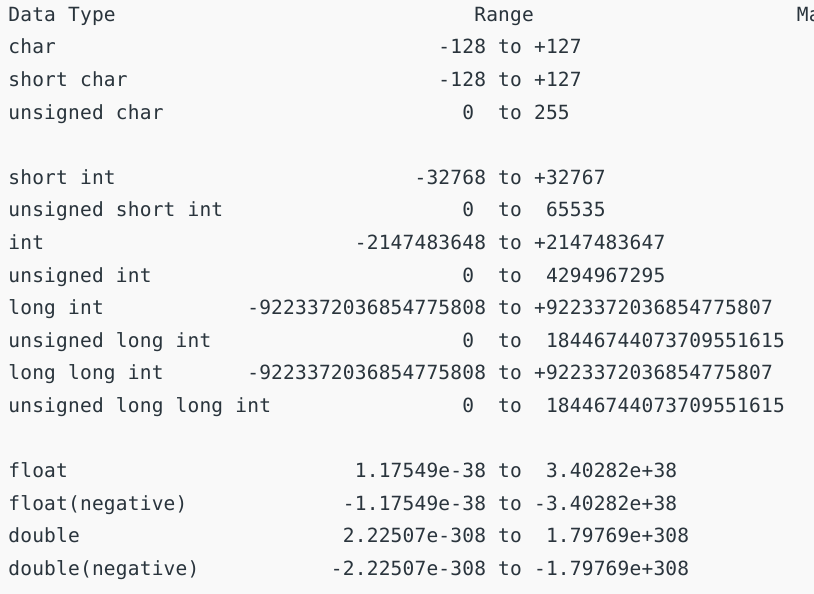 Data Type Range Ma
char -128 to +127
short char -128 to +127
unsigned char 0 to 255
short int -32768 to +32767
unsigned short int 0 to 65535
int -2147483648 to +2147483647
unsigned int 0 to 4294967295
long int -9223372036854775808 to +9223372036854775807
unsigned long int 0 to 18446744073709551615
long long int -9223372036854775808 to +9223372036854775807
unsigned long long int 0 to 18446744073709551615
float 1.17549e-38 to 3.40282e+38
float(negative) -1.17549e-38 to -3.40282e+38
double 2.22507e-308 to 1.79769e+308
double(negative) -2.22507e-308 to -1.79769e+308